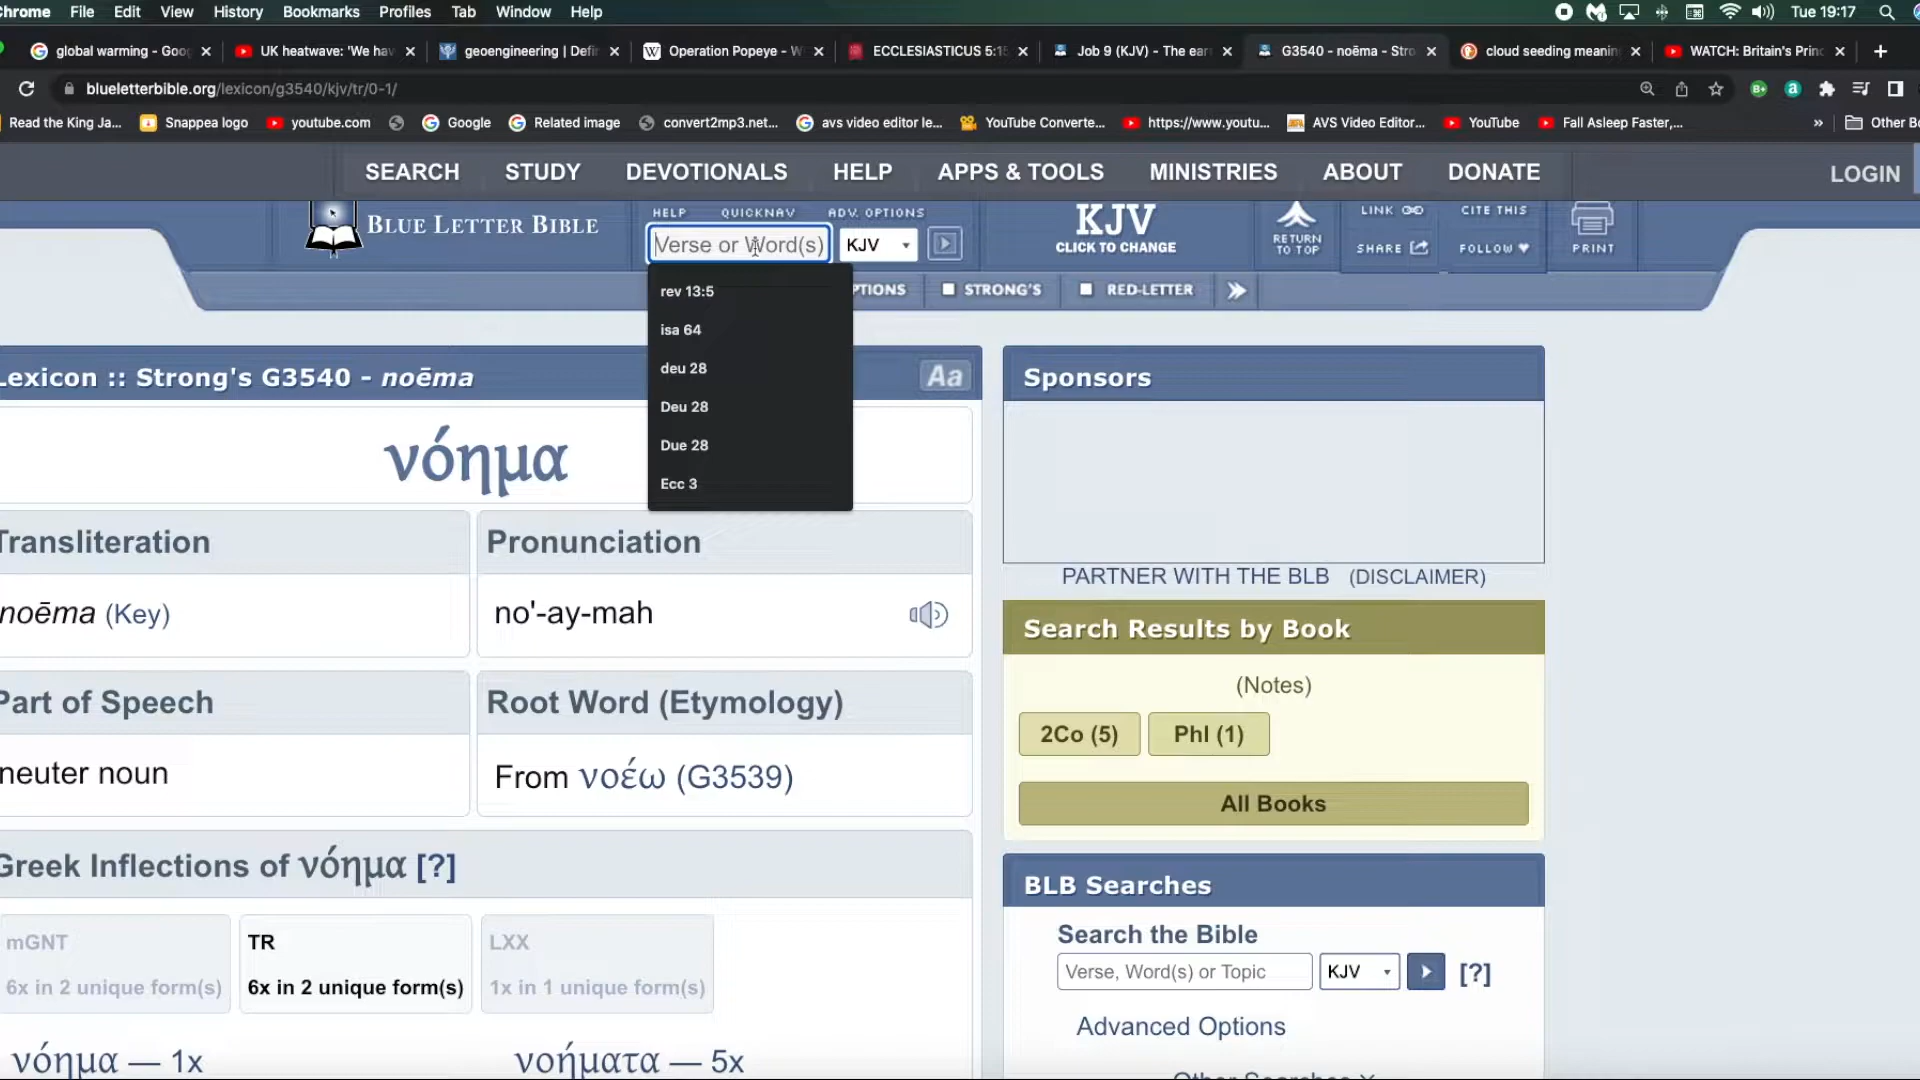 Chrome File Edit View History Bookmarks Profiles Tab Window Help Tue 19:17
global warming - Goo UK heatwave: 'We hav geoengineering | Defin Operation Popeye - W ECCLESIASTICUS 5:1 Job 9 (KJV) - The ear G3540 - noēma - Stro cloud seeding meanin WATCH: Britain's Princ
blueletterbible.org/lexicon/g3540/kjv/tr/0-1/
Read the King Ja... Snappea logo youtube.com Google Related image convert2mp3.net... avs video editor le... YouTube Converte... https://www.youtu... AVS Video Editor... YouTube Fall Asleep Faster,... » Other Bo
SEARCH STUDY DEVOTIONALS HELP APPS & TOOLS MINISTRIES ABOUT DONATE LOGIN
HELP QUICKNAV ADV. OPTIONS
BLUE LETTER BIBLE
Verse or Word(s) KJV
KJV
CLICK TO CHANGE
RETURN TO TOP
LINK CITE THIS
SHARE FOLLOW PRINT
PTIONS STRONG'S RED-LETTER
rev 13:5
isa 64
deu 28
Deu 28
Due 28
Ecc 3
Lexicon :: Strong's G3540 - noēma Aa
νόημα
Transliteration Pronunciation
noēma (Key) no'-ay-mah
Part of Speech Root Word (Etymology)
neuter noun From νοέω (G3539)
Greek Inflections of νόημα [?]
mGNT TR LXX
6x in 2 unique form(s) 6x in 2 unique form(s) 1x in 1 unique form(s)
νόημα — 1x νοήματα — 5x
Sponsors
PARTNER WITH THE BLB (DISCLAIMER)
Search Results by Book
(Notes)
2Co (5) Phl (1)
All Books
BLB Searches
Search the Bible
Verse, Word(s) or Topic KJV [?]
Advanced Options
Other Searches